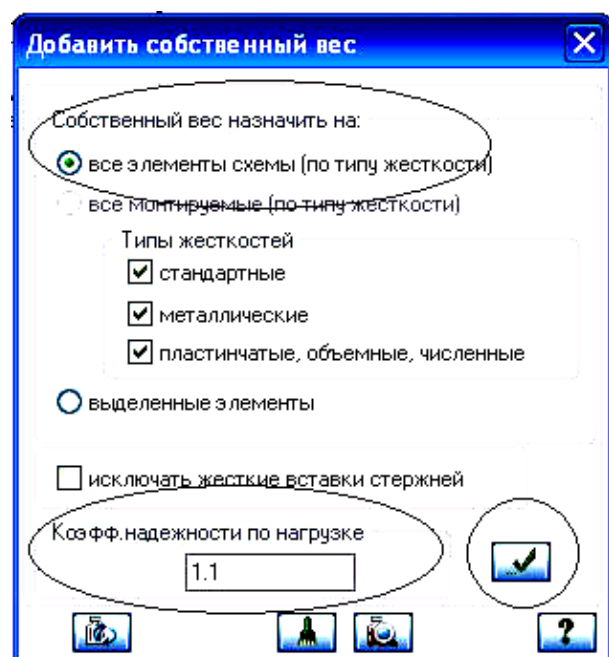 Добавить собственный вес
Собственный вес назначить на:
все элементы схемы (по типу жесткости)
все монтируемые (по типу жесткости)
Типы жесткостей
стандартные
металлические
пластинчатые, объемные, численные
выделенные элементы
исключать жесткие вставки стержней
Коэфф.надежности по нагрузке
1.1
?